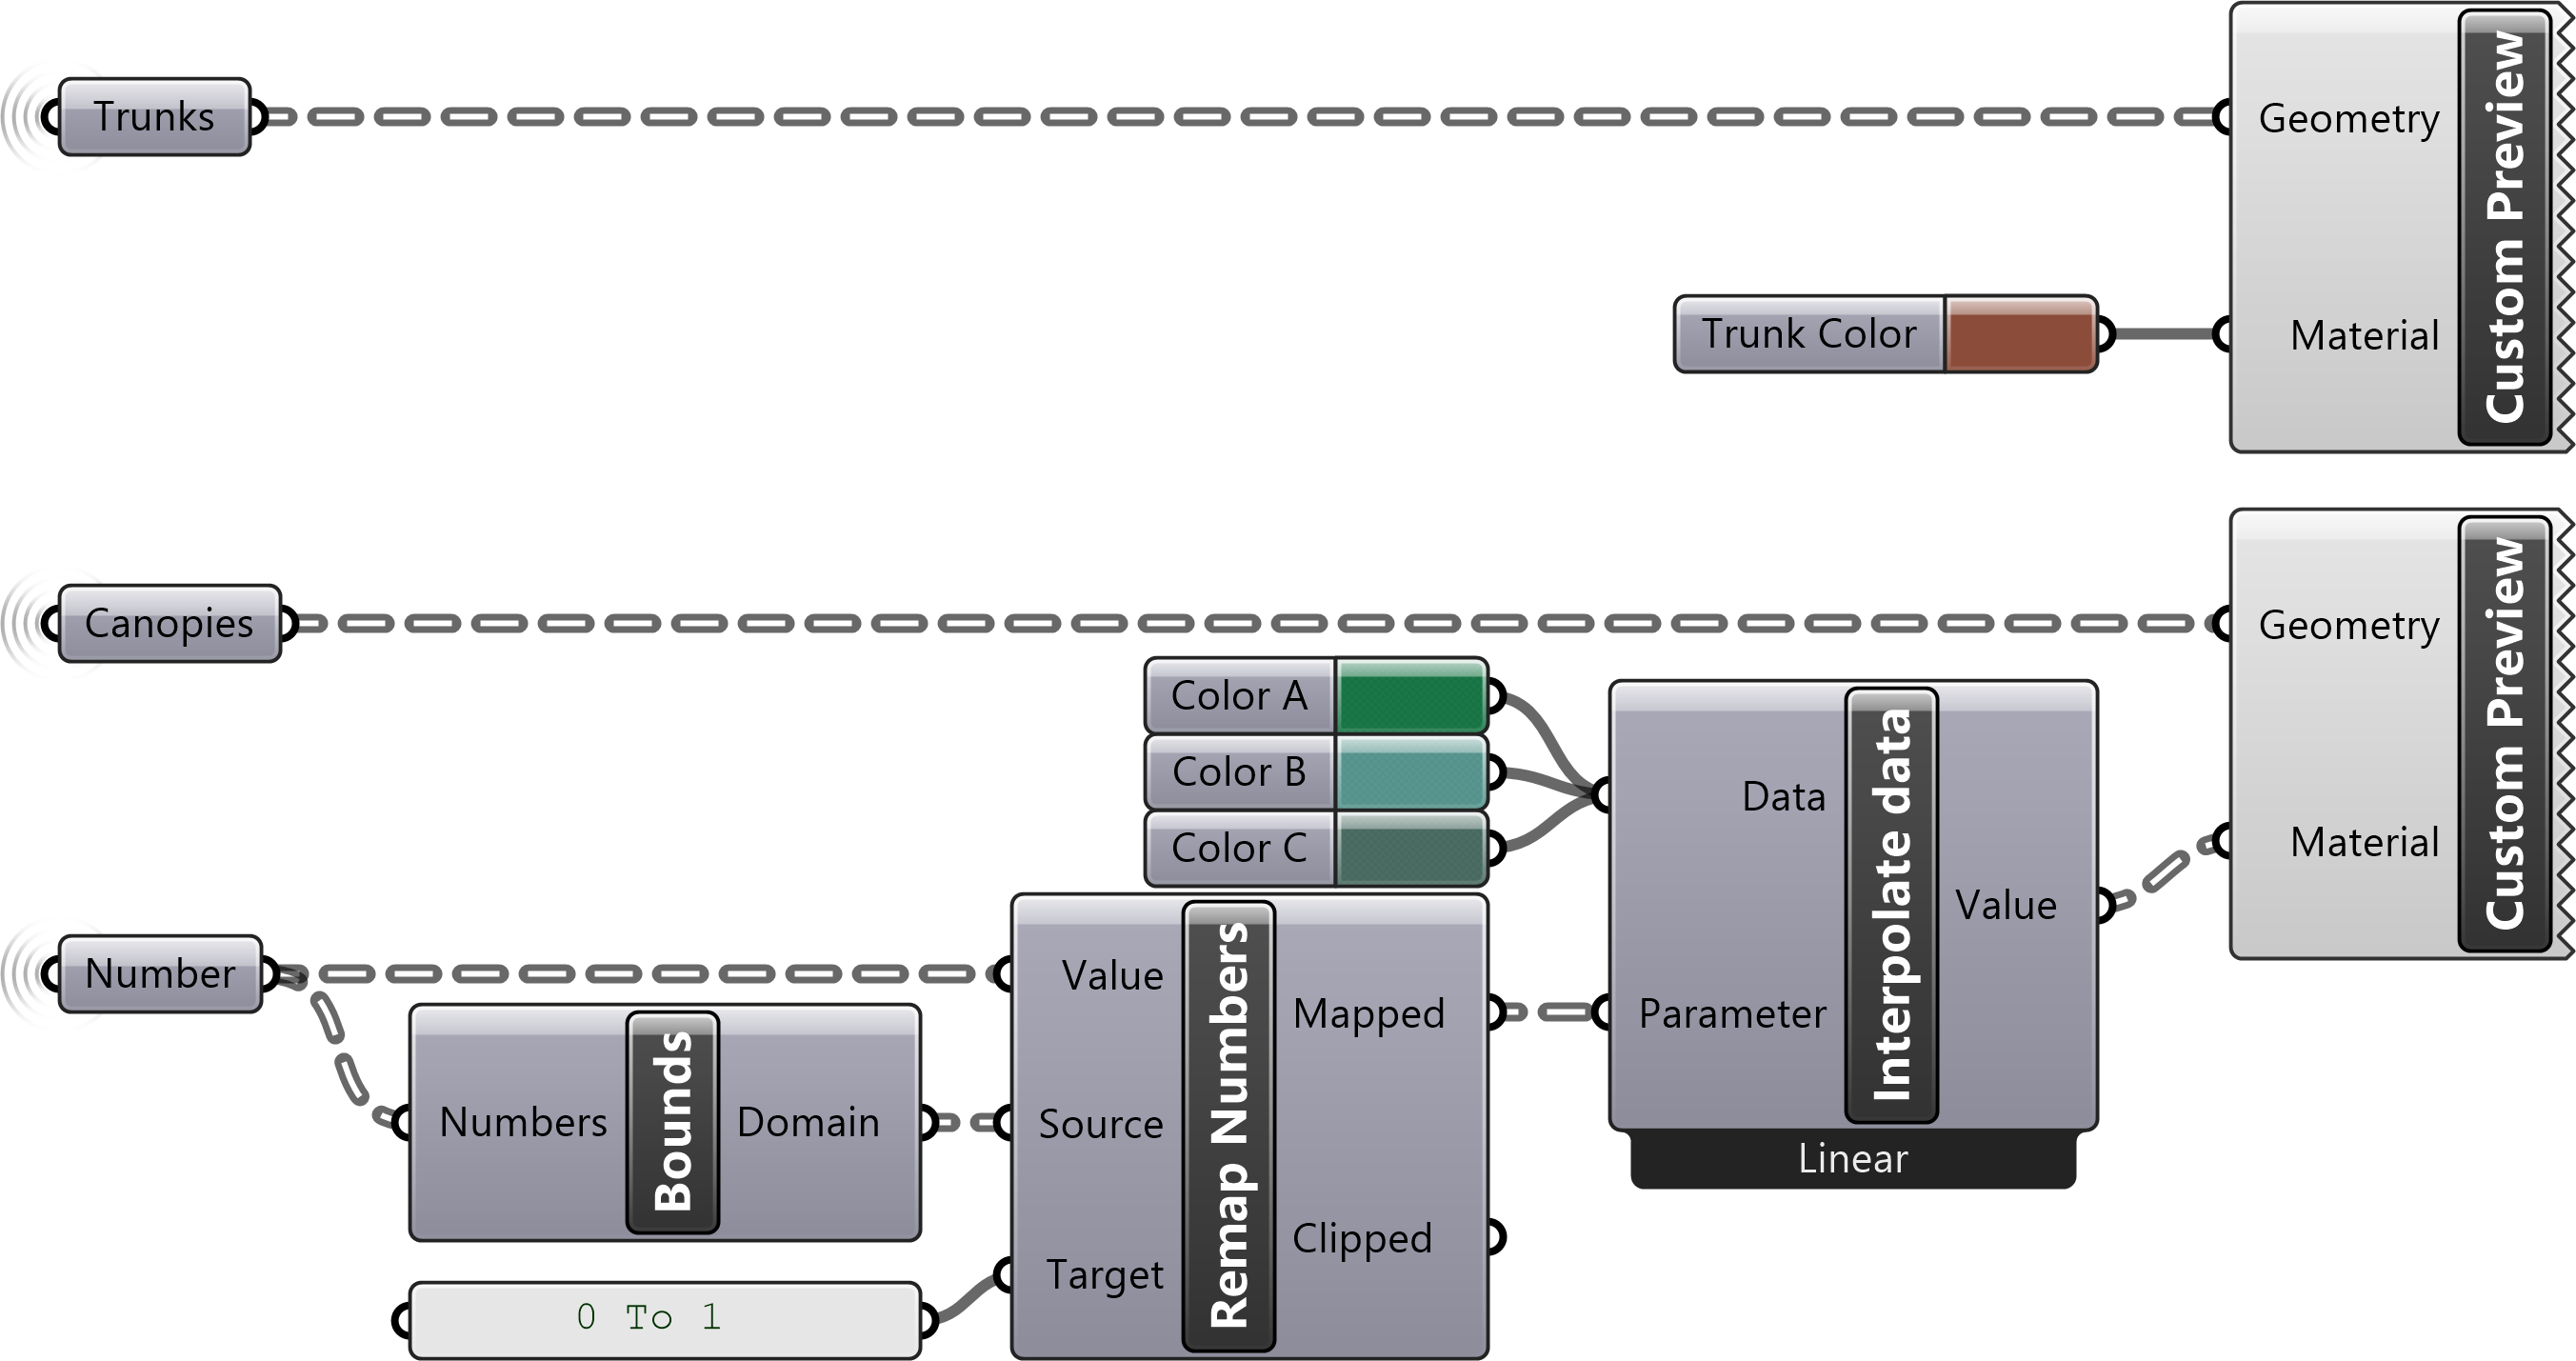 Trunks
Geometry
Custom Preview
Trunk Color
Material
Canopies
Geometry
Custom Preview
Color A
Color B
Color C
Data
Interpolate data
Value
Material
Number
Value
Remap Numbers
Mapped
Parameter
Numbers
Bounds
Domain
Source
Linear
Clipped
Target
0 To 1